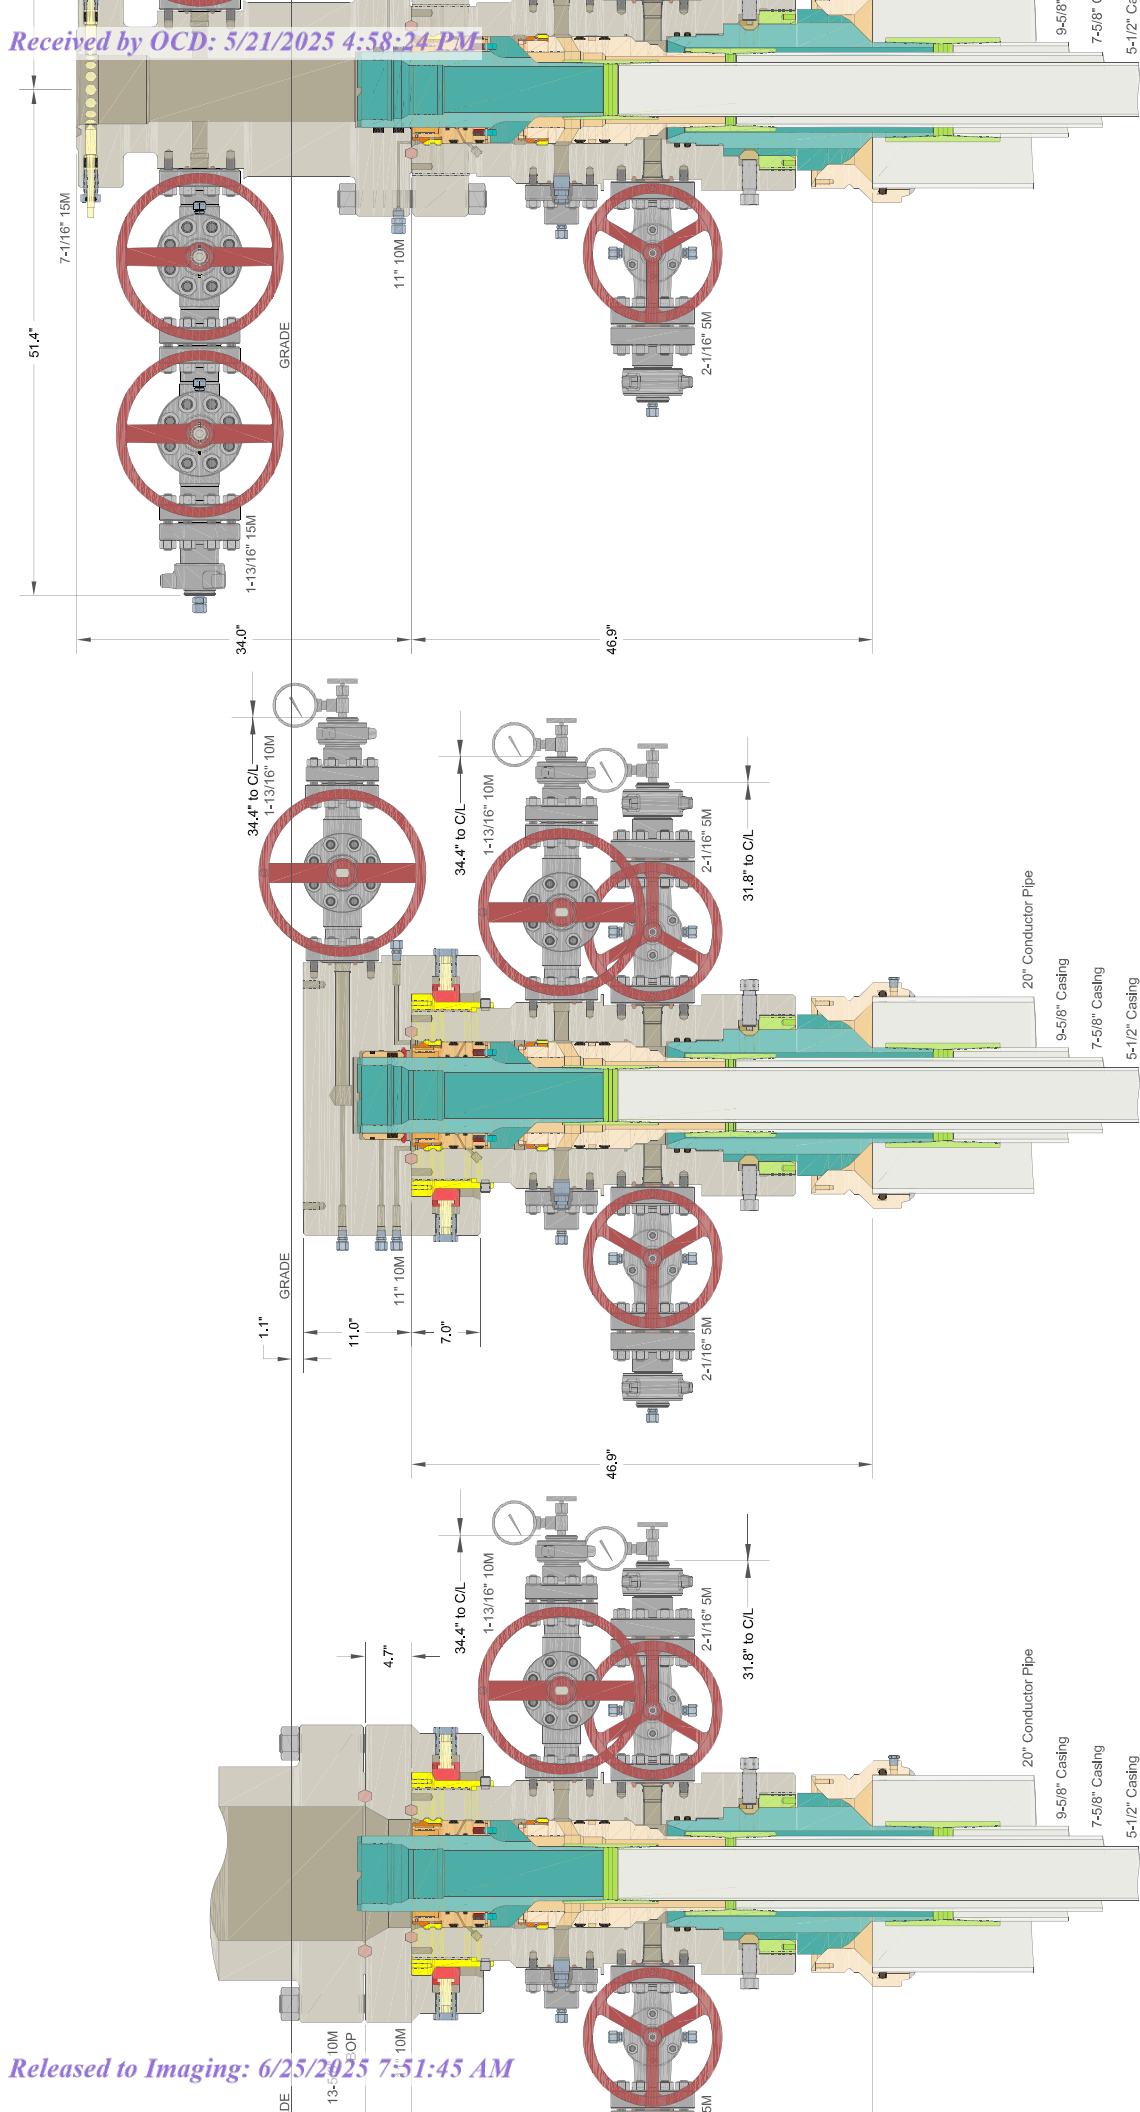 Received by OCD: 5/21/2025 4:58:24 PM
9-5/8"
7-5/8"
5-1/2" Ca
7-1/16" 15M
11" 10M
51.4"
GRADE
2-1/16" 5M
1-13/16" 15M
34.0"
46.9"
34.4" to C/L
1-13/16" 10M
34.4" to C/L
1-13/16" 10M
2-1/16" 5M
31.8" to C/L
20" Conductor Pipe
9-5/8" Casing
7-5/8" Casing
5-1/2" Casing
GRADE
11" 10M
1.1"
11.0"
7.0"
2-1/16" 5M
46.9"
34.4" to C/L
1-13/16" 10M
2-1/16" 5M
31.8" to C/L
4.7"
20" Conductor Pipe
9-5/8" Casing
7-5/8" Casing
5-1/2" Casing
10M
BOP
10M
Released to Imaging: 6/25/2025 7:51:45 AM
13-5
DE
5M